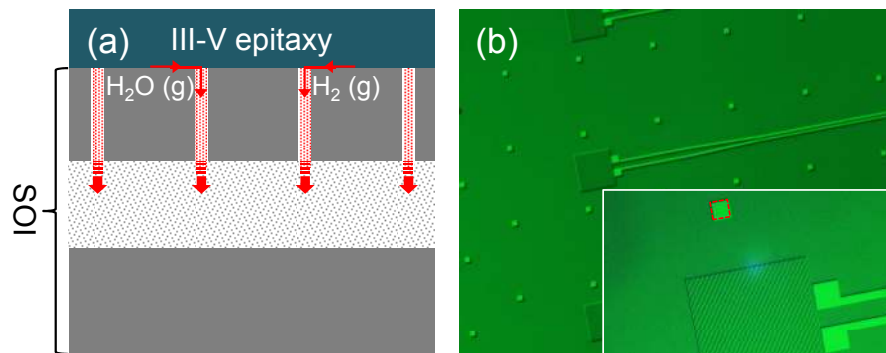 (a)
III-V epitaxy
H₂O (g)
H₂ (g)
SOI
(b)